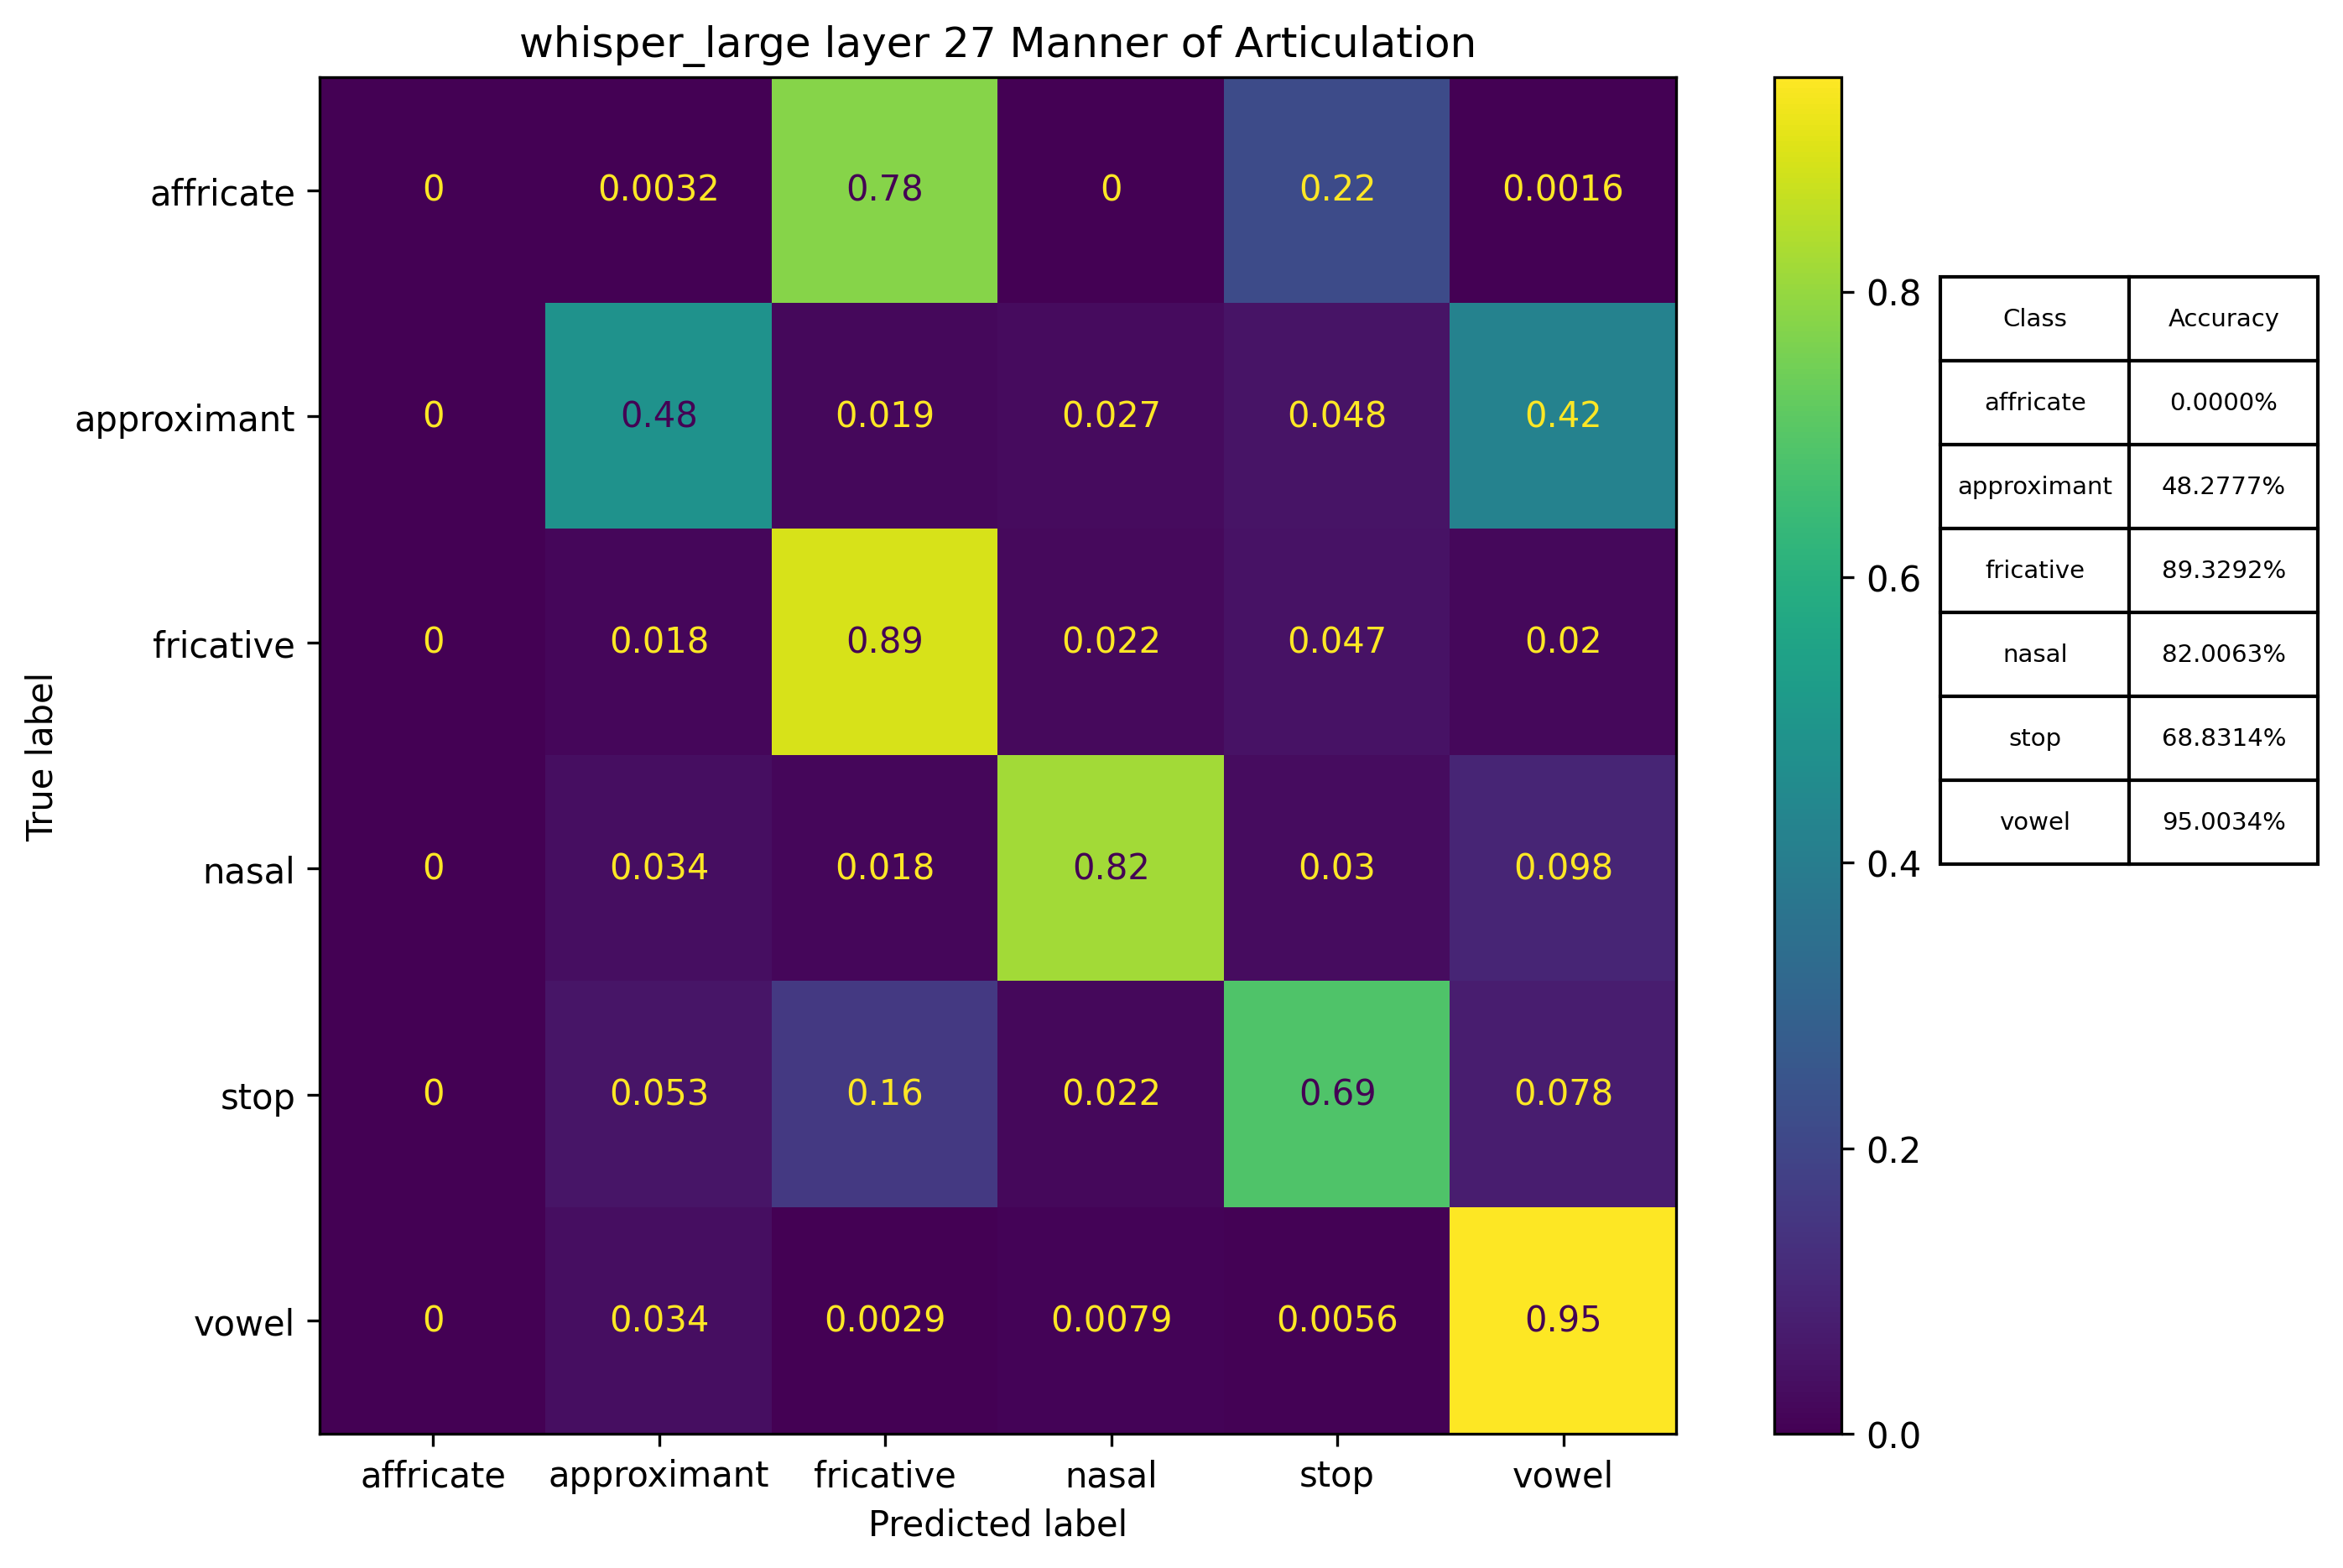 whisper_large layer 27 Manner of Articulation
True label
affricate 0 0.0032 0.78 0 0.22 0.0016
approximant 0 0.48 0.019 0.027 0.048 0.42
fricative 0 0.018 0.89 0.022 0.047 0.02
nasal 0 0.034 0.018 0.82 0.03 0.098
stop 0 0.053 0.16 0.022 0.69 0.078
vowel 0 0.034 0.0029 0.0079 0.0056 0.95
affricate approximant fricative nasal stop vowel
Predicted label
0.8
0.6
0.4
0.2
0.0
Class Accuracy
affricate 0.0000%
approximant 48.2777%
fricative 89.3292%
nasal 82.0063%
stop 68.8314%
vowel 95.0034%